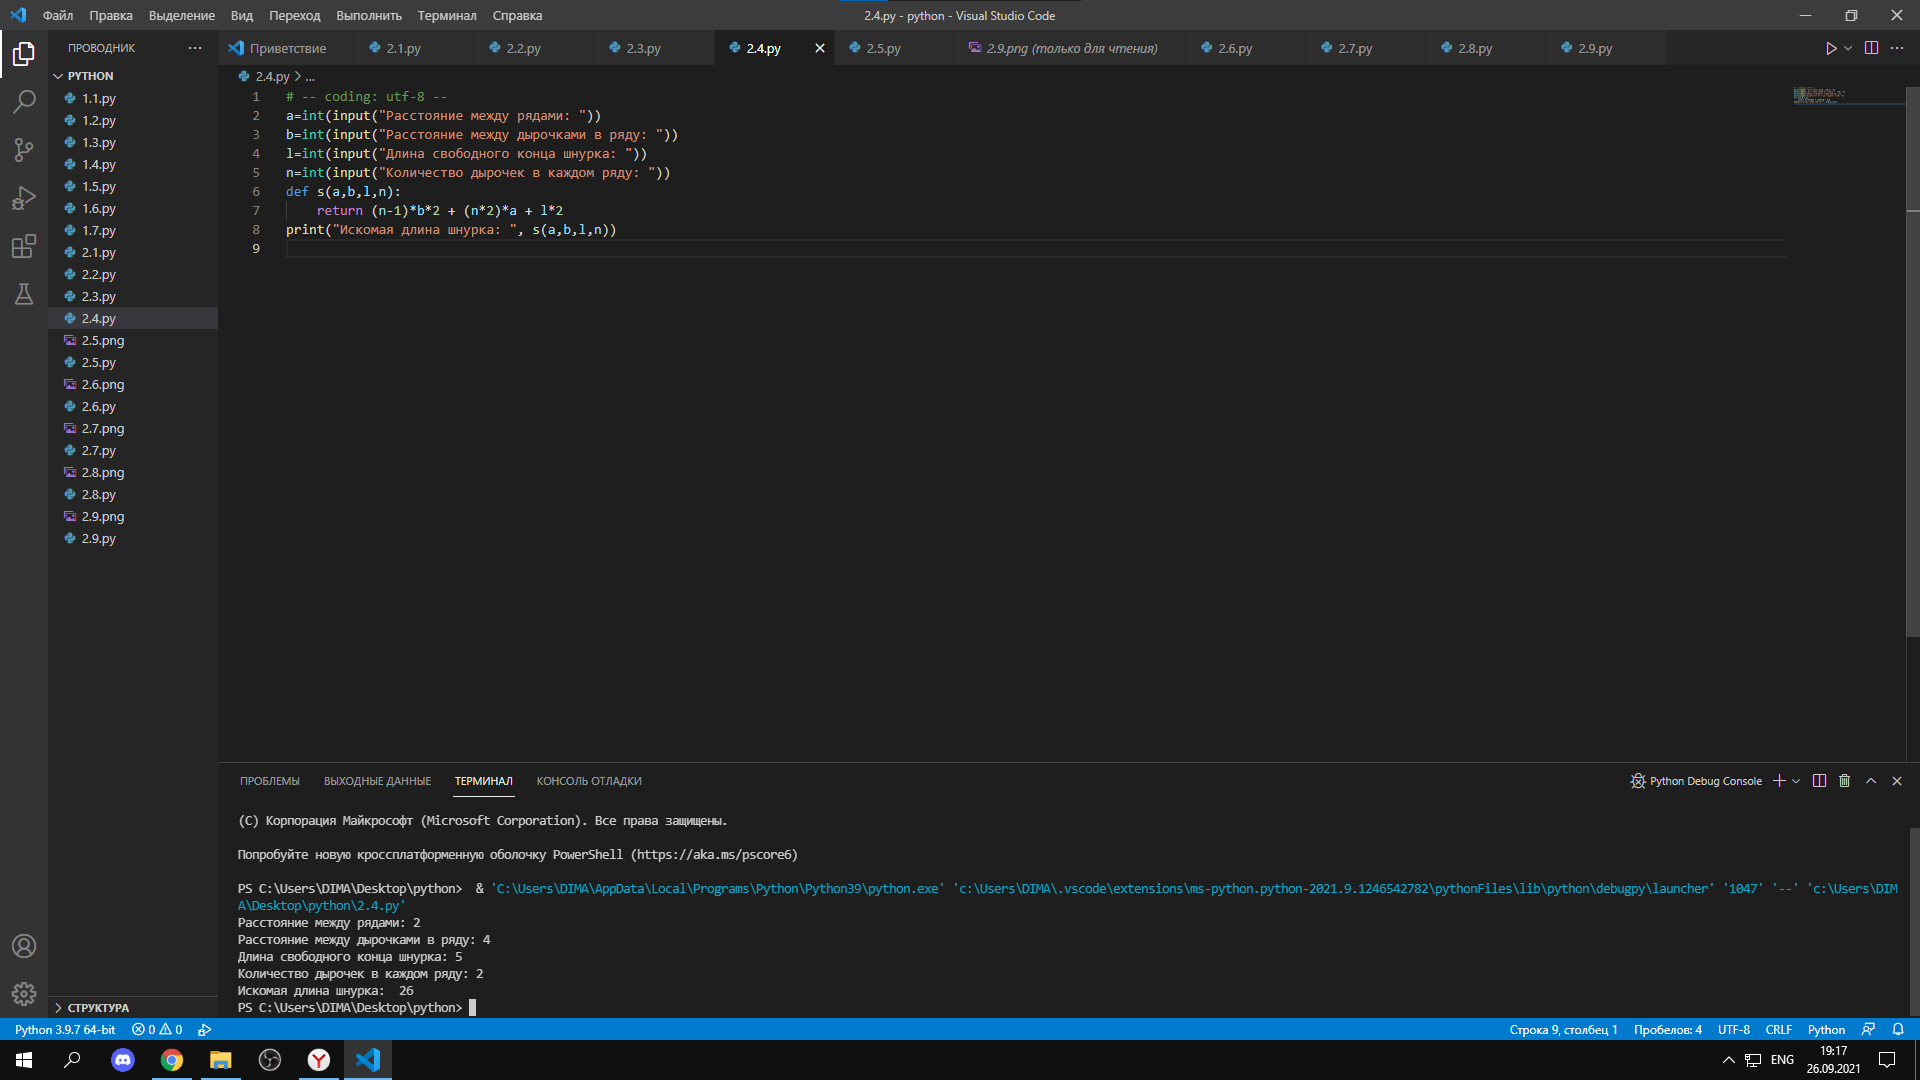 Файл Правка Выделение Вид Переход Выполнить Терминал Справка
2.4.py - python - Visual Studio Code
ПРОВОДНИК
Приветствие 2.1.py 2.2.py 2.3.py 2.4.py 2.5.py 2.9.png (только для чтения) 2.6.py 2.7.py 2.8.py 2.9.py
PYTHON
1.1.py
1.2.py
1.3.py
1.4.py
1.5.py
1.6.py
1.7.py
2.1.py
2.2.py
2.3.py
2.4.py
2.5.png
2.5.py
2.6.png
2.6.py
2.7.png
2.7.py
2.8.png
2.8.py
2.9.png
2.9.py
СТРУКТУРА
2.4.py > ...
1 # -- coding: utf-8 --
2 a=int(input("Расстояние между рядами: "))
3 b=int(input("Расстояние между дырочками в ряду: "))
4 l=int(input("Длина свободного конца шнурка: "))
5 n=int(input("Количество дырочек в каждом ряду: "))
6 def s(a,b,l,n):
7     return (n-1)*b*2 + (n*2)*a + l*2
8 print("Искомая длина шнурка: ", s(a,b,l,n))
9
ПРОБЛЕМЫ ВЫХОДНЫЕ ДАННЫЕ ТЕРМИНАЛ КОНСОЛЬ ОТЛАДКИ
Python Debug Console
(C) Корпорация Майкрософт (Microsoft Corporation). Все права защищены.
Попробуйте новую кроссплатформенную оболочку PowerShell (https://aka.ms/pscore6)
PS C:\Users\DIMA\Desktop\python>  & 'C:\Users\DIMA\AppData\Local\Programs\Python\Python39\python.exe' 'c:\Users\DIMA\.vscode\extensions\ms-python.python-2021.9.1246542782\pythonFiles\lib\python\debugpy\launcher' '1047' '--' 'c:\Users\DIM
A\Desktop\python\2.4.py'
Расстояние между рядами: 2
Расстояние между дырочками в ряду: 4
Длина свободного конца шнурка: 5
Количество дырочек в каждом ряду: 2
Искомая длина шнурка:  26
PS C:\Users\DIMA\Desktop\python>
Python 3.9.7 64-bit 0 0
Строка 9, столбец 1 Пробелов: 4 UTF-8 CRLF Python
ENG
19:17
26.09.2021